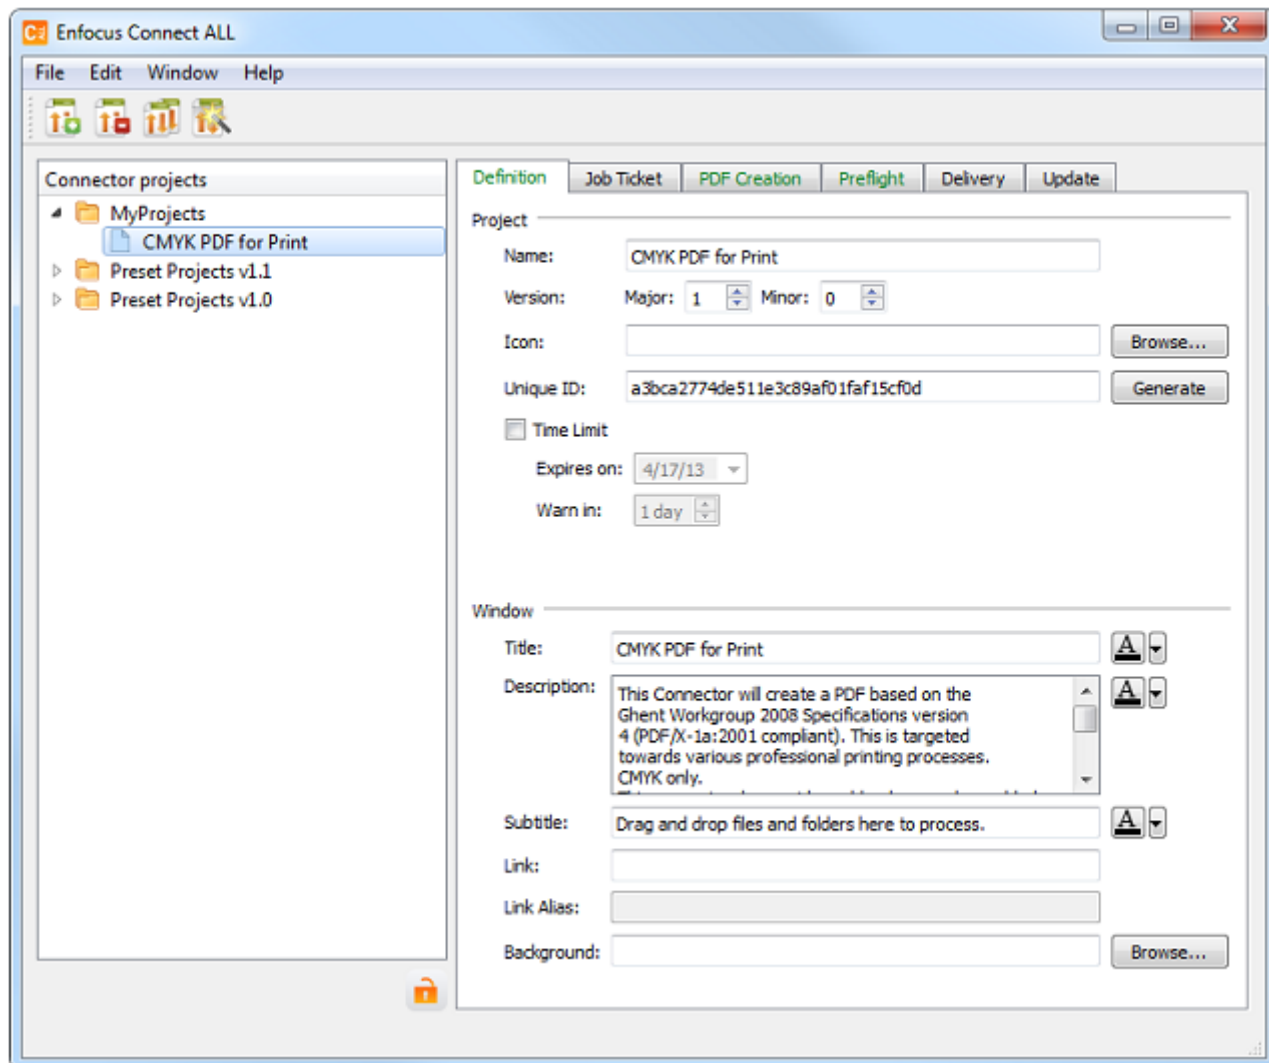 Enfocus Connect ALL
File Edit Window Help
Connector projects
MyProjects
CMYK PDF for Print
Preset Projects v1.1
Preset Projects v1.0
Definition Job Ticket PDF Creation Preflight Delivery Update
Project
Name: CMYK PDF for Print
Version: Major: 1 Minor: 0
Icon: Browse...
Unique ID: a3bca2774de511e3c89af01faf15cf0d Generate
Time Limit
Expires on: 4/17/13
Warn in: 1 day
Window
Title: CMYK PDF for Print A
Description: This Connector will create a PDF based on the A
Ghent Workgroup 2008 Specifications version
4 (PDF/X-1a:2001 compliant). This is targeted
towards various professional printing processes.
CMYK only.
Subtitle: Drag and drop files and folders here to process. A
Link:
Link Alias:
Background: Browse...